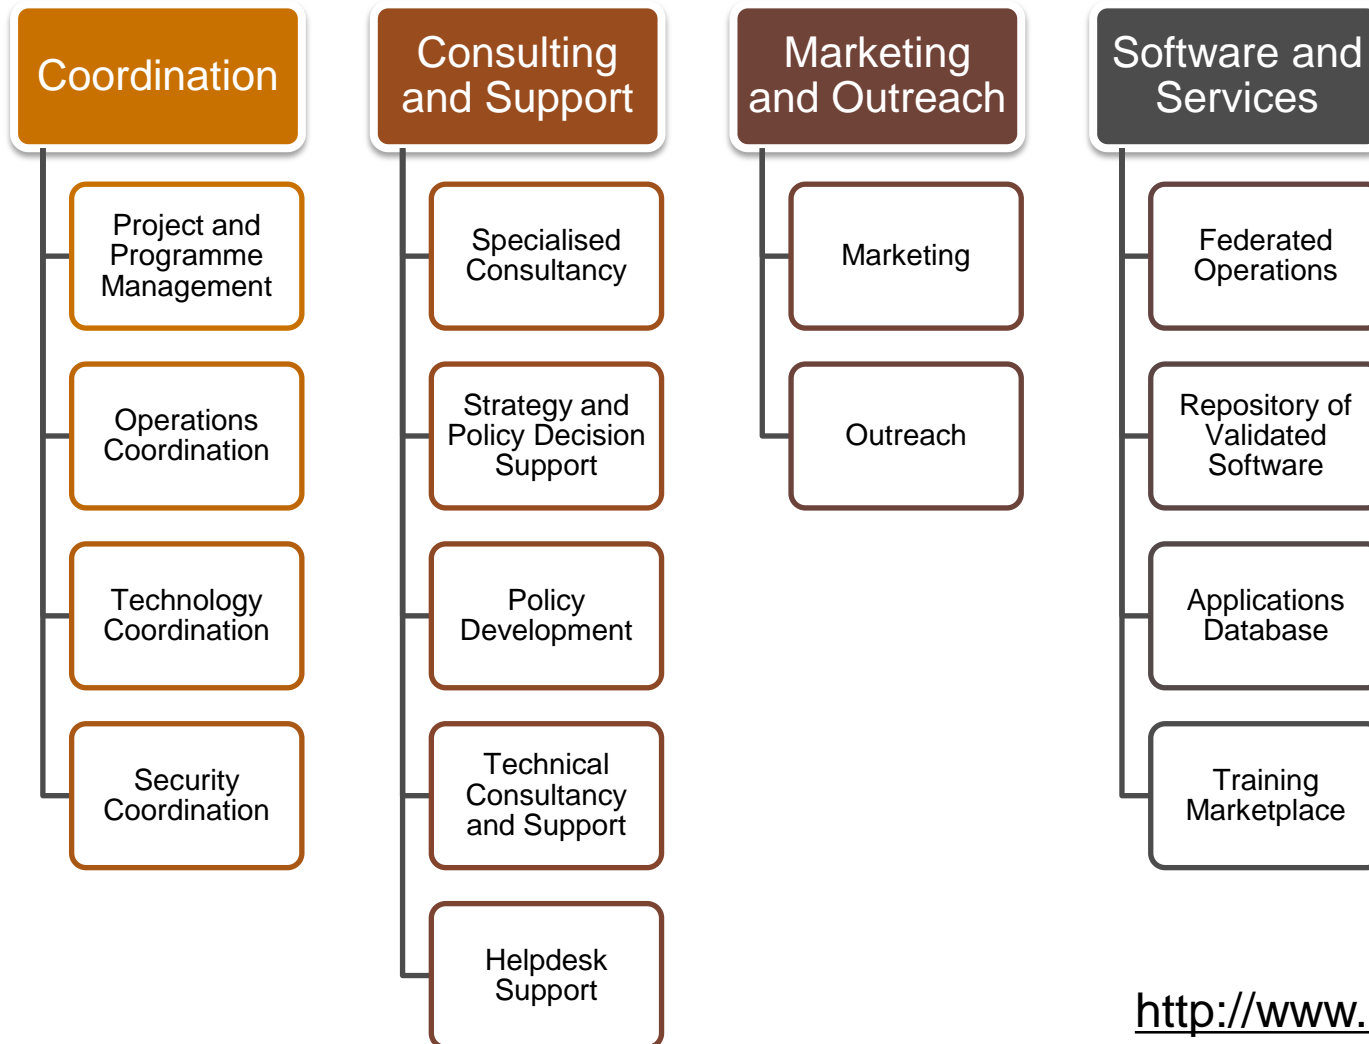 Coordination
Project and
Programme
Management
Operations
Coordination
Technology
Coordination
Security
Coordination
Consulting
and Support
Specialised
Consultancy
Strategy and
Policy Decision
Support
Policy
Development
Technical
Consultancy
and Support
Helpdesk
Support
Marketing
and Outreach
Marketing
Outreach
Software and
Services
Federated
Operations
Repository of
Validated
Software
Applications
Database
Training
Marketplace
http://www.